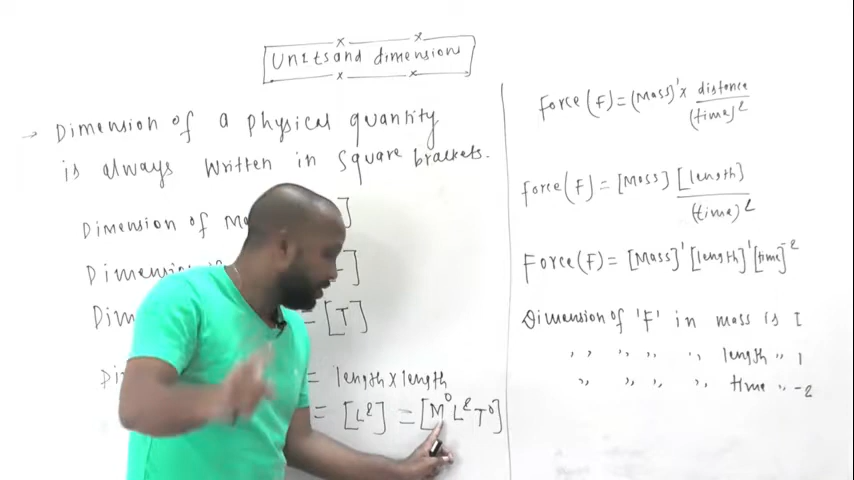 Units and dimensions
→ Dimension of a physical quantity
is always written in square brackets.
Dimension of Ma ]
Dimension
= [T]
= length x length
= [L²] = [M⁰L²T⁰]
Force (F) = (Mass)¹ x distance / (time)²
Force (F) = [Mass] [length] / (time)²
Force (F) = [Mass]¹ [length]¹ [time]⁻²
Dimension of 'F' in mass is 1
,, ,, ,, ,, length ,, 1
,, ,, ,, ,, time ,, -2